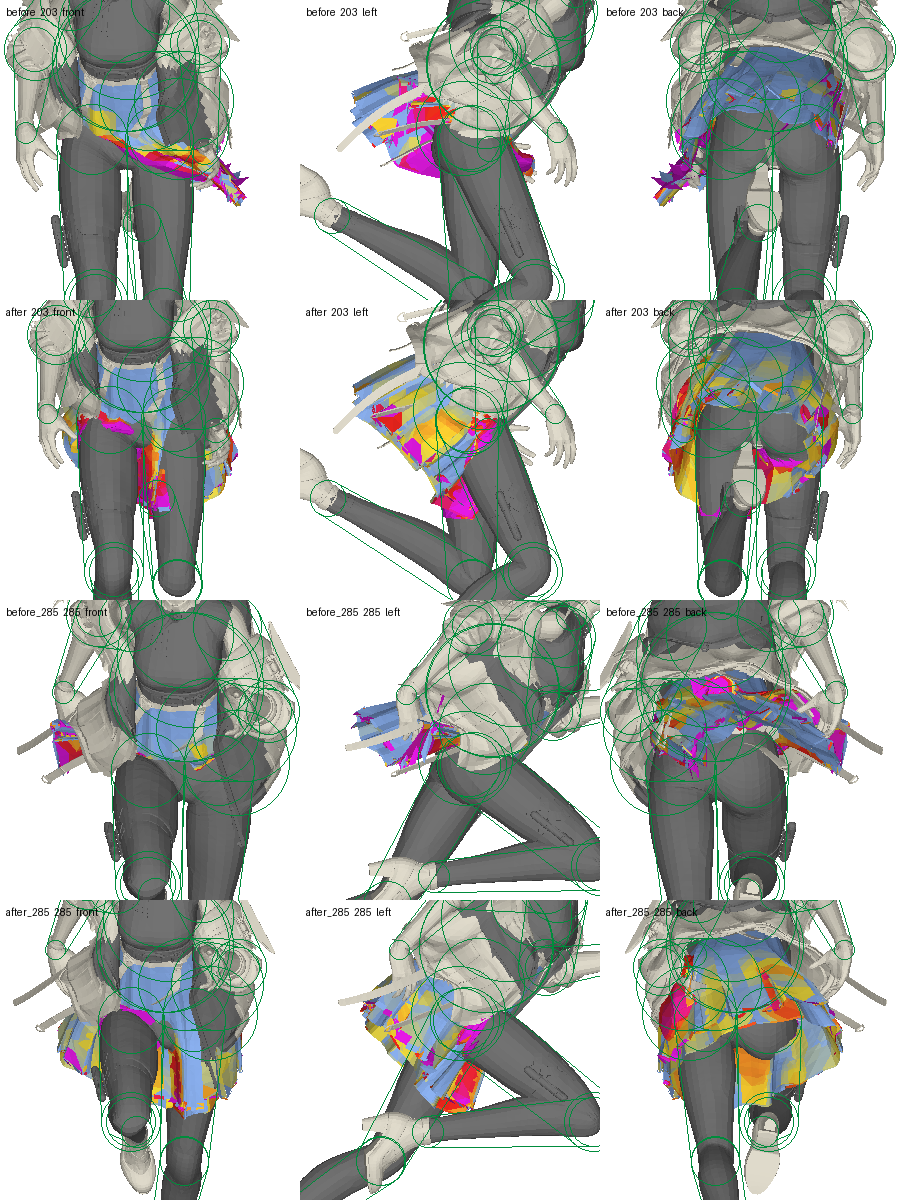 before 203 front
before 203 left
before 203 back
after 203 front
after 203 left
after 203 back
before_285 285 front
before_285 285 left
before_285 285 back
after_285 285 front
after_285 285 left
after_285 285 back